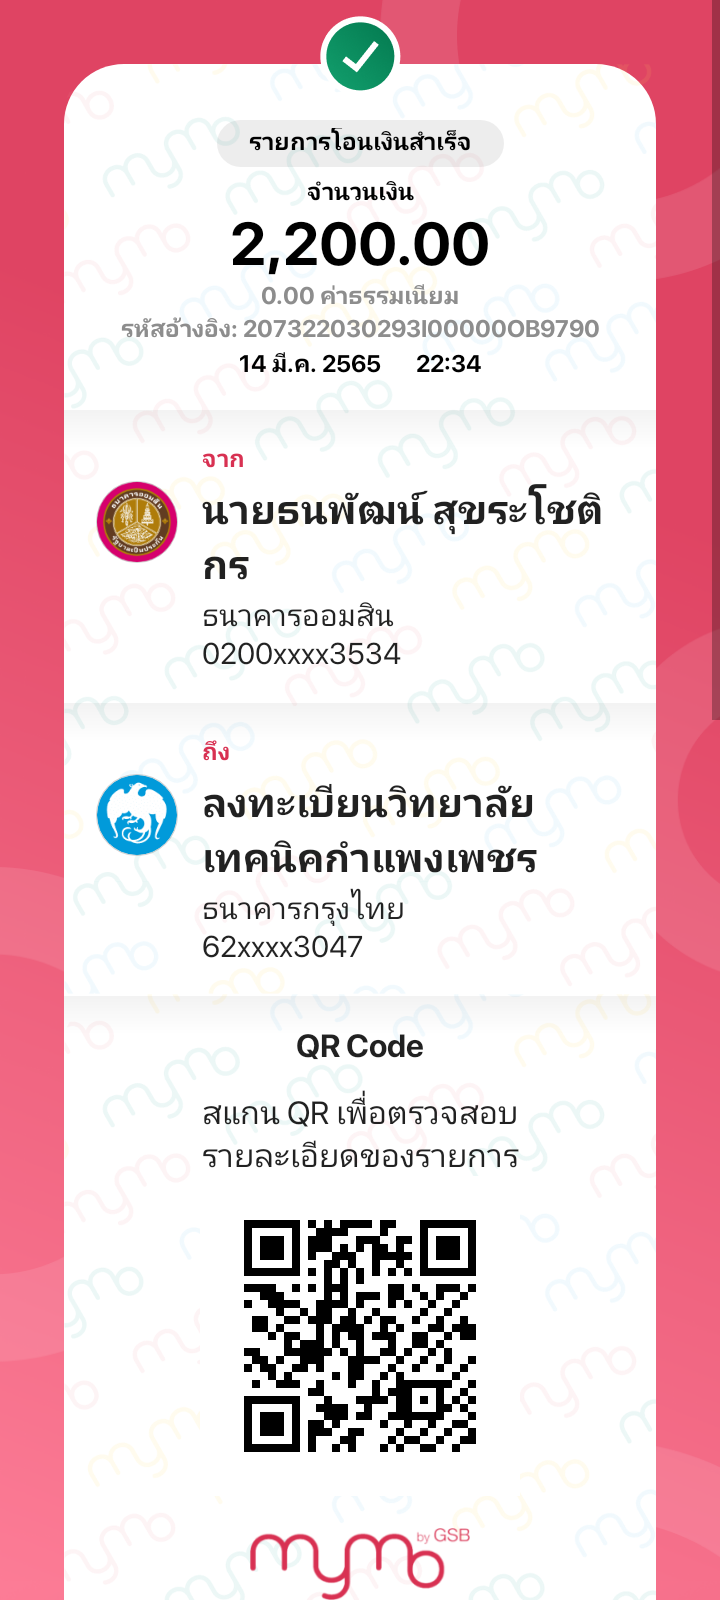 รายการโอนเงินสำเร็จ
จำนวนเงิน
2,200.00
0.00 ค่าธรรมเนียม
รหัสอ้างอิง: 207322030293I00000OB9790
14 มี.ค. 2565 22:34
จาก
นายธนพัฒน์ สุขระโชติ
กร
ธนาคารออมสิน
0200xxxx3534
ถึง
ลงทะเบียนวิทยาลัย
เทคนิคกำแพงเพชร
ธนาคารกรุงไทย
62xxxx3047
QR Code
สแกน QR เพื่อตรวจสอบ
รายละเอียดของรายการ
mymo by GSB